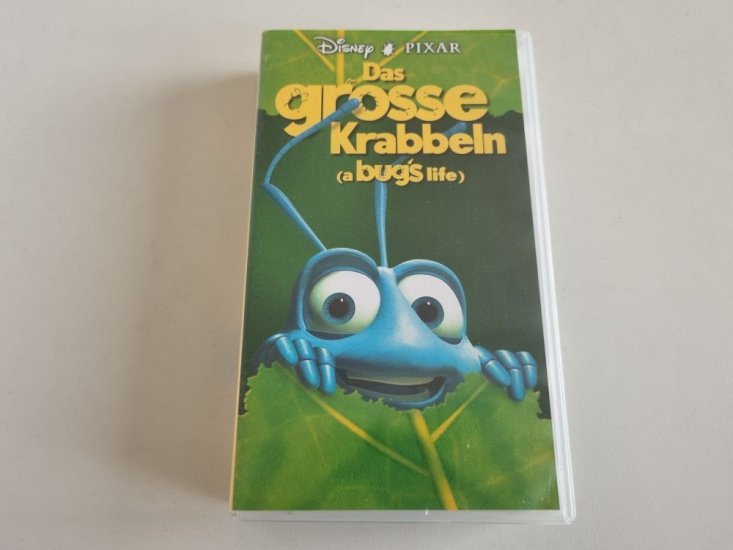 Disney PIXAR
Das
grosse
Krabbeln
(a bug's life)